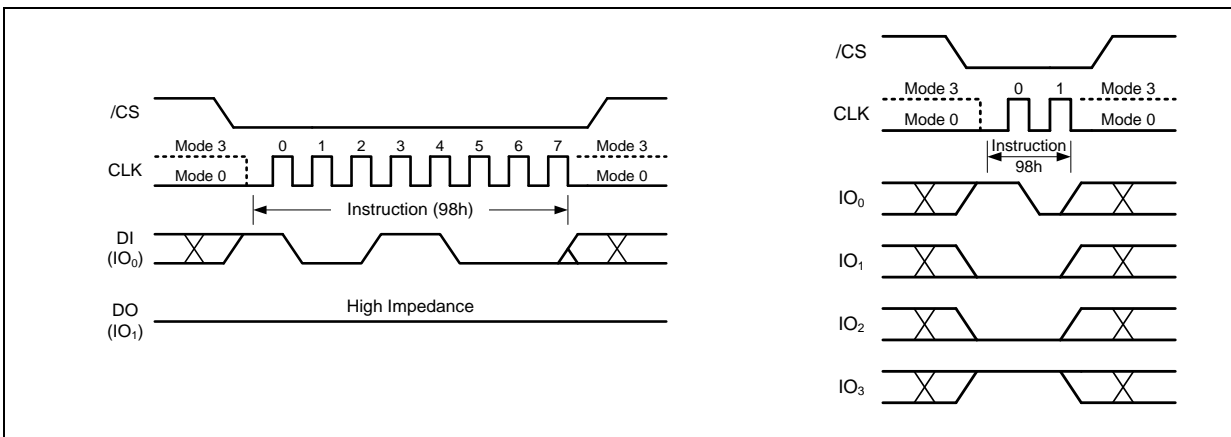 /CS
Mode 3 0 1 2 3 4 5 6 7 Mode 3
CLK
Mode 0 Mode 0
Instruction (98h)
DI
(IO₀)
High Impedance
DO
(IO₁)
/CS
Mode 3 0 1 Mode 3
CLK
Mode 0 Mode 0
Instruction
98h
IO₀
IO₁
IO₂
IO₃